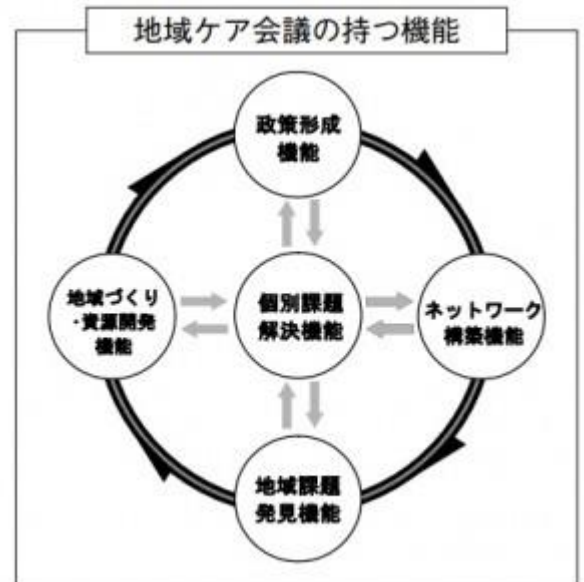 地域ケア会議の持つ機能
政策形成
機能
地域づくり
・資源開発
機能
個別課題
解決機能
ネットワーク
構築機能
地域課題
発見機能